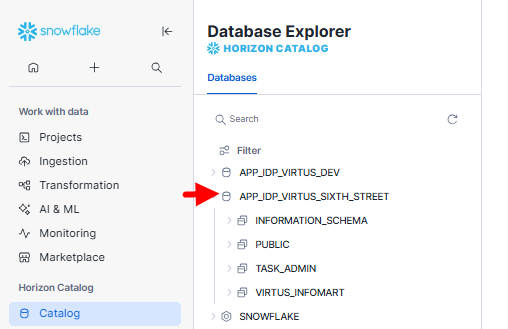 snowflake
Work with data
Projects
Ingestion
Transformation
AI & ML
Monitoring
Marketplace
Horizon Catalog
Catalog
Database Explorer
HORIZON CATALOG
Databases
Search
Filter
APP_IDP_VIRTUS_DEV
APP_IDP_VIRTUS_SIXTH_STREET
INFORMATION_SCHEMA
PUBLIC
TASK_ADMIN
VIRTUS_INFOMART
SNOWFLAKE